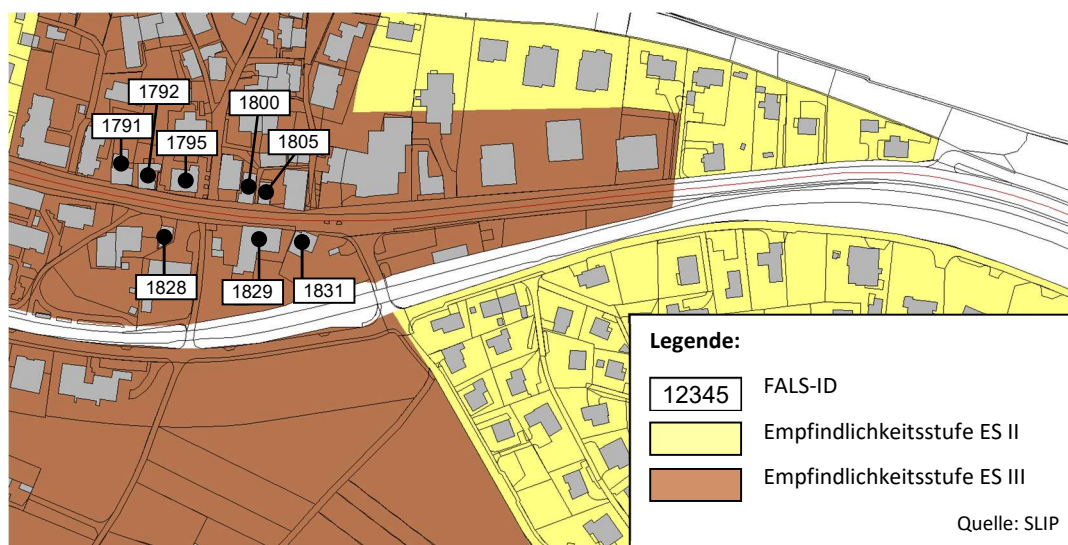 1792
1800
1791
1795
1805
1828
1829
1831
Legende:
12345 FALS-ID
Empfindlichkeitsstufe ES II
Empfindlichkeitsstufe ES III
Quelle: SLIP